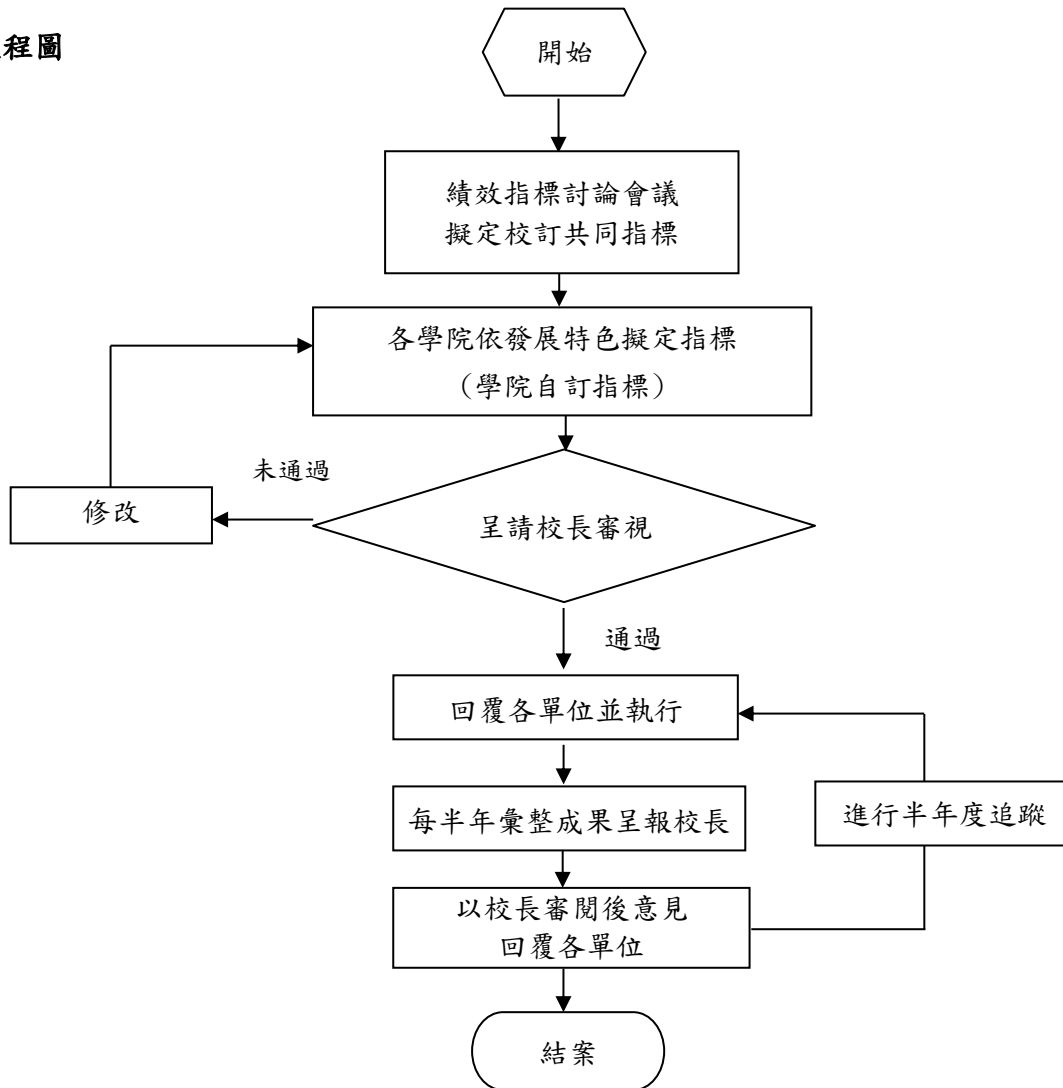 程圖
開始
績效指標討論會議
擬定校訂共同指標
各學院依發展特色擬定指標
（學院自訂指標）
未通過
修改
呈請校長審視
通過
回覆各單位並執行
每半年彙整成果呈報校長
進行半年度追蹤
以校長審閱後意見
回覆各單位
結案